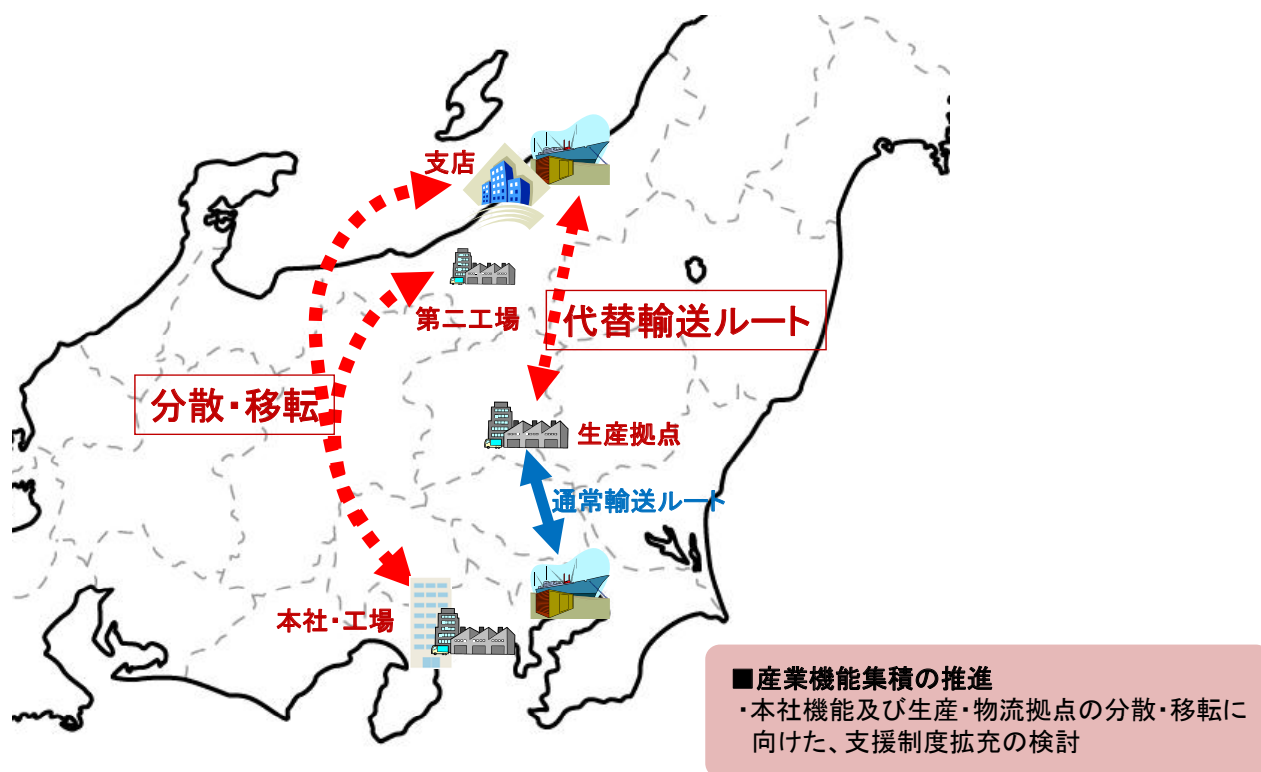 支店
第二工場
代替輸送ルート
分散・移転
生産拠点
通常輸送ルート
本社・工場
■産業機能集積の推進
・本社機能及び生産・物流拠点の分散・移転に
向けた、支援制度拡充の検討